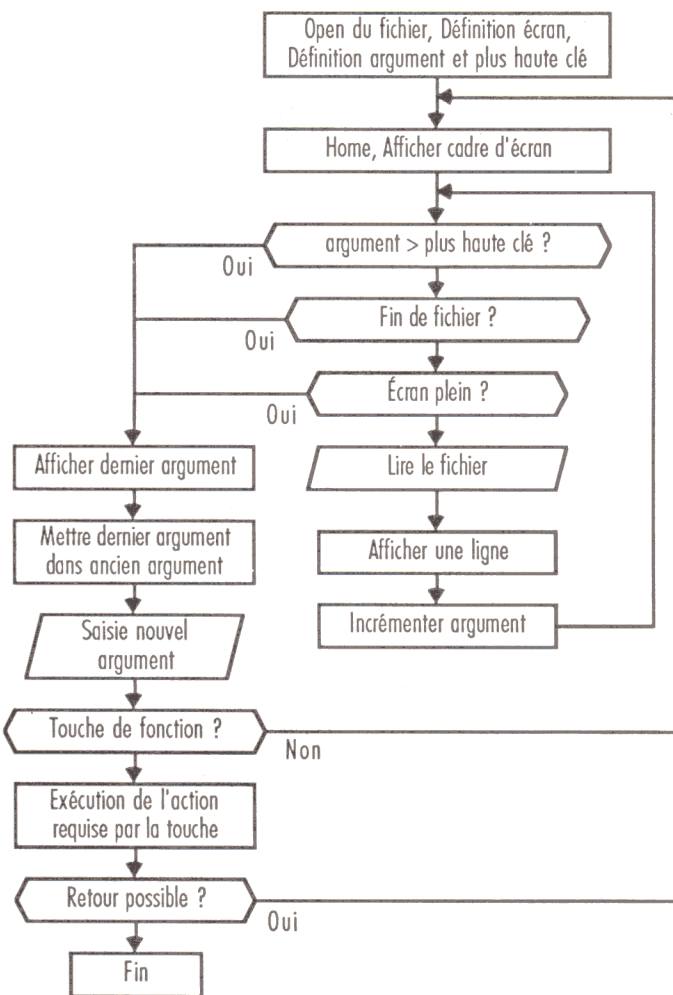 Open du fichier, Définition écran,
Définition argument et plus haute clé
Home, Afficher cadre d'écran
argument > plus haute clé ?
Oui
Fin de fichier ?
Oui
Écran plein ?
Oui
Afficher dernier argument
Lire le fichier
Mettre dernier argument
dans ancien argument
Afficher une ligne
Saisie nouvel
argument
Incrémenter argument
Touche de fonction ?
Non
Exécution de l'action
requise par la touche
Retour possible ?
Oui
Fin